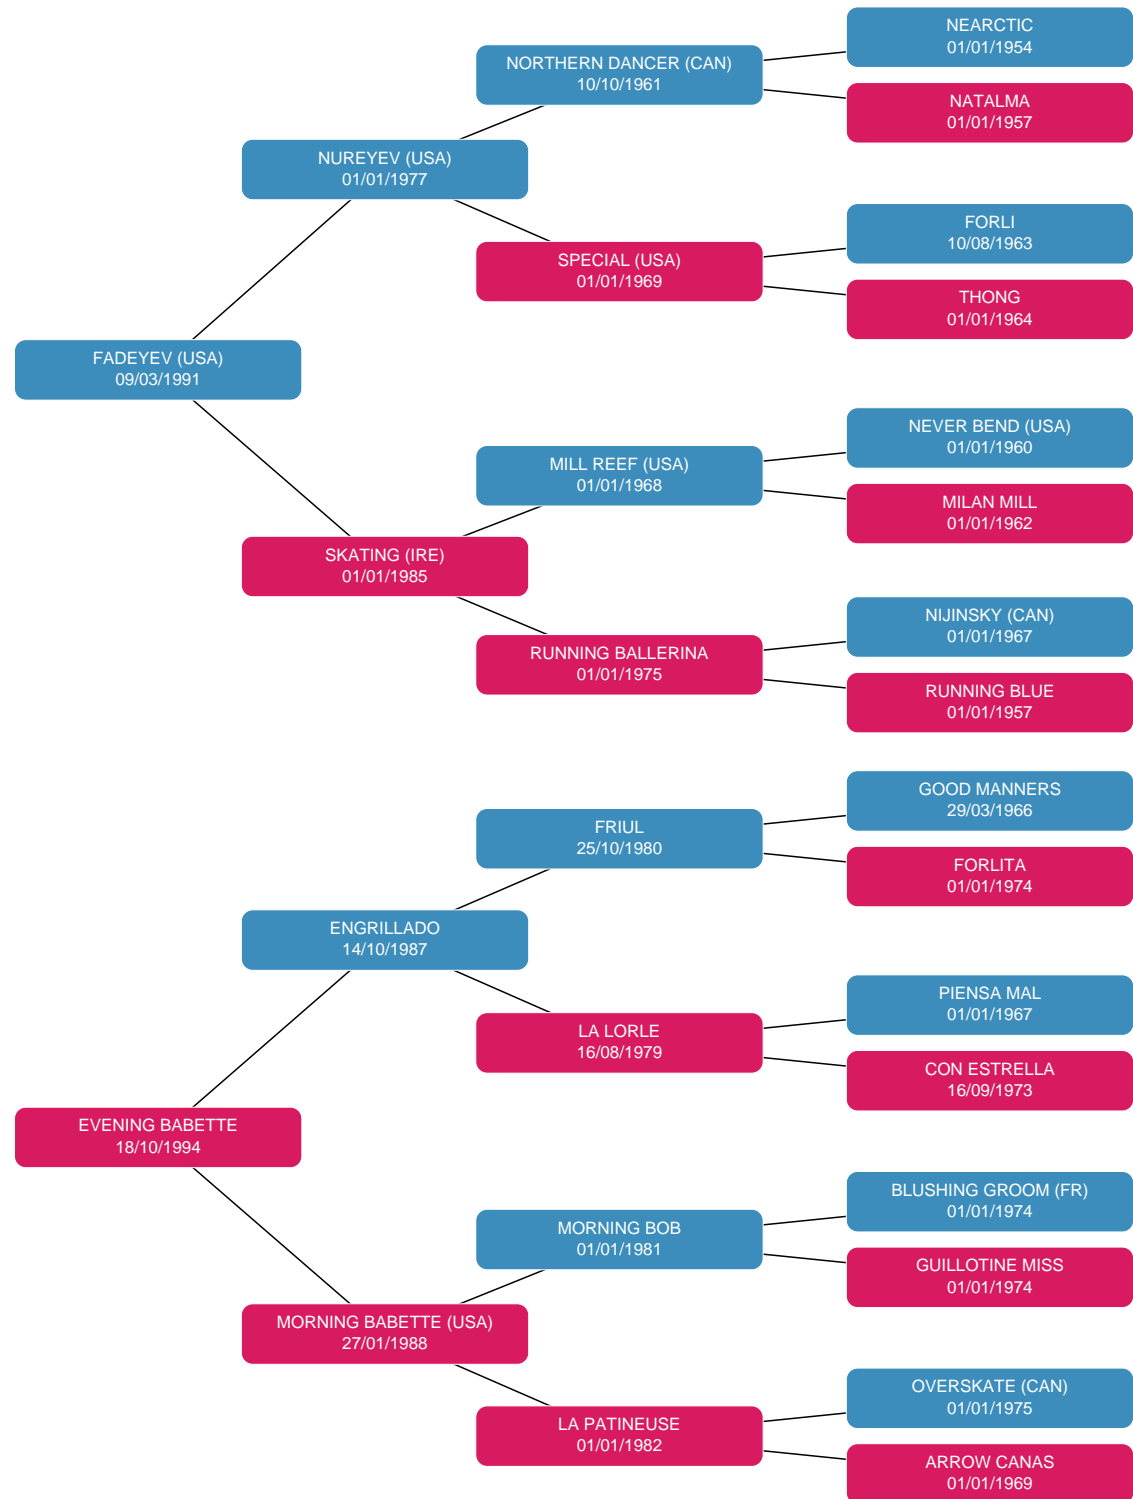 NEARCTIC
01/01/1954
NORTHERN DANCER (CAN)
10/10/1961
NATALMA
01/01/1957
NUREYEV (USA)
01/01/1977
FORLI
10/08/1963
SPECIAL (USA)
01/01/1969
THONG
01/01/1964
FADEYEV (USA)
09/03/1991
NEVER BEND (USA)
01/01/1960
MILL REEF (USA)
01/01/1968
MILAN MILL
01/01/1962
SKATING (IRE)
01/01/1985
NIJINSKY (CAN)
01/01/1967
RUNNING BALLERINA
01/01/1975
RUNNING BLUE
01/01/1957
GOOD MANNERS
29/03/1966
FRIUL
25/10/1980
FORLITA
01/01/1974
ENGRILLADO
14/10/1987
PIENSA MAL
01/01/1967
LA LORLE
16/08/1979
CON ESTRELLA
16/09/1973
EVENING BABETTE
18/10/1994
BLUSHING GROOM (FR)
01/01/1974
MORNING BOB
01/01/1981
GUILLOTINE MISS
01/01/1974
MORNING BABETTE (USA)
27/01/1988
OVERSKATE (CAN)
01/01/1975
LA PATINEUSE
01/01/1982
ARROW CANAS
01/01/1969